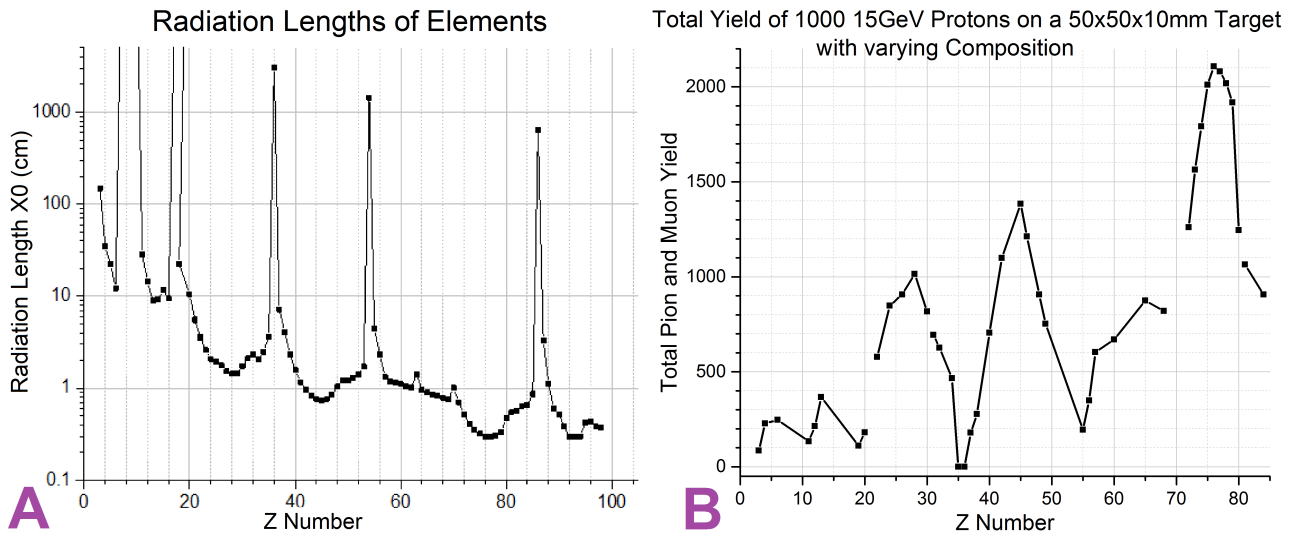 Radiation Lengths of Elements
Radiation Length X0 (cm)
1000
100
10
1
0.1
0 20 40 60 80 100
Z Number
A
Total Yield of 1000 15GeV Protons on a 50x50x10mm Target
with varying Composition
Total Pion and Muon Yield
2000
1500
1000
500
0
0 10 20 30 40 50 60 70 80
Z Number
B